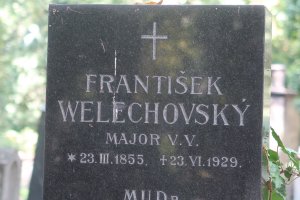 FRANTIŠEK
WELECHOVSKÝ
MAJOR V.V.
*23.III.1855. +23.VI.1929.
MUDR